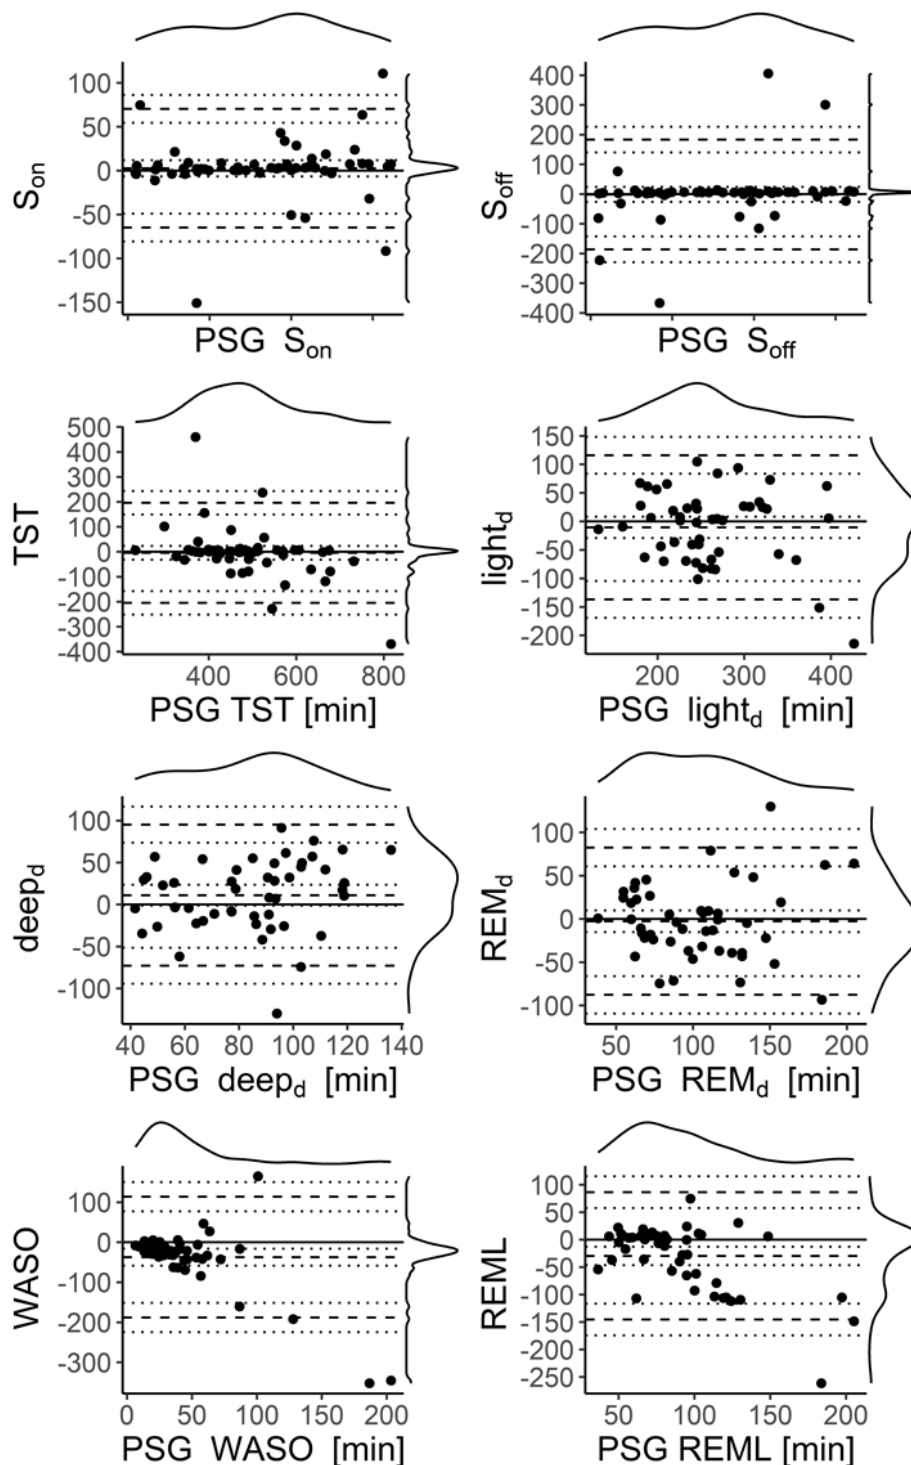 S_on
100
50
0
-50
-100
-150
PSG S_on
S_off
400
300
200
100
0
-100
-200
-300
-400
PSG S_off
TST
500
400
300
200
100
0
-100
-200
-300
-400
400 600 800
PSG TST [min]
light_d
150
100
50
0
-50
-100
-150
-200
200 300 400
PSG light_d [min]
deep_d
100
50
0
-50
-100
40 60 80 100 120 140
PSG deep_d [min]
REM_d
100
50
0
-50
-100
50 100 150 200
PSG REM_d [min]
WASO
100
0
-100
-200
-300
0 50 100 150 200
PSG WASO [min]
REML
100
50
0
-50
-100
-150
-200
-250
50 100 150 200
PSG REML [min]